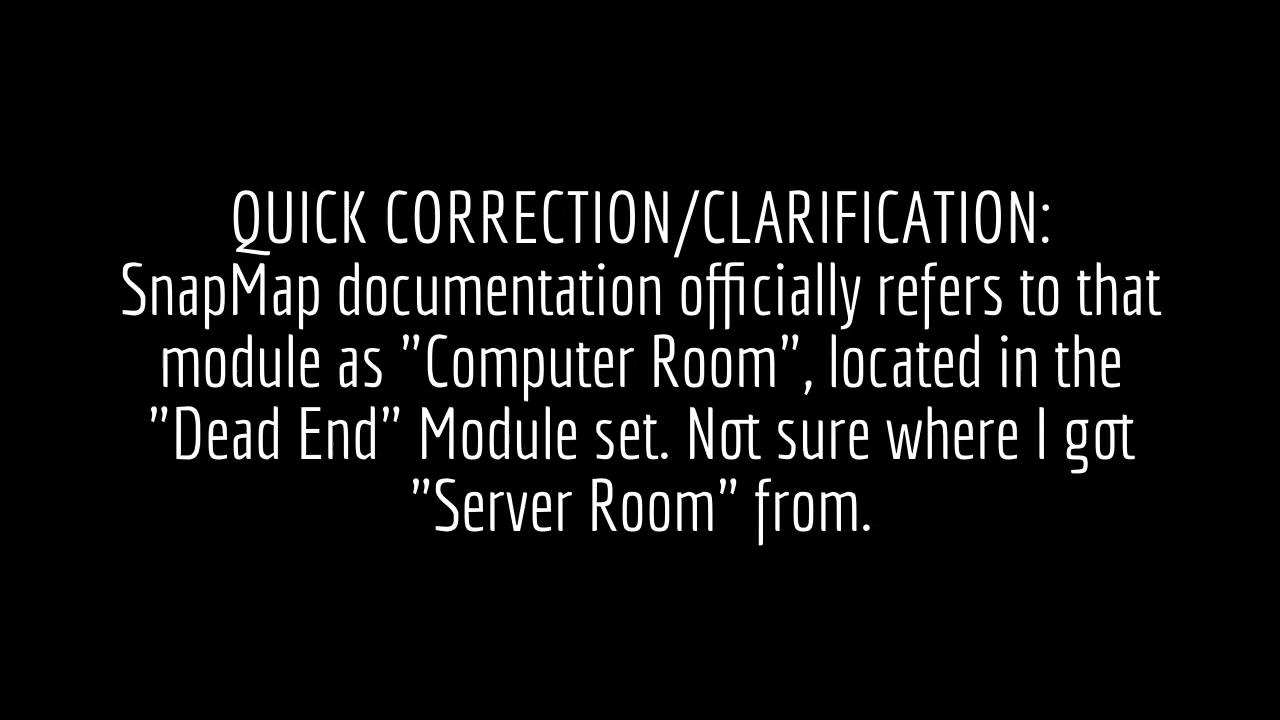 QUICK CORRECTION/CLARIFICATION:
SnapMap documentation officially refers to that
module as "Computer Room", located in the
"Dead End" Module set. Not sure where I got
"Server Room" from.